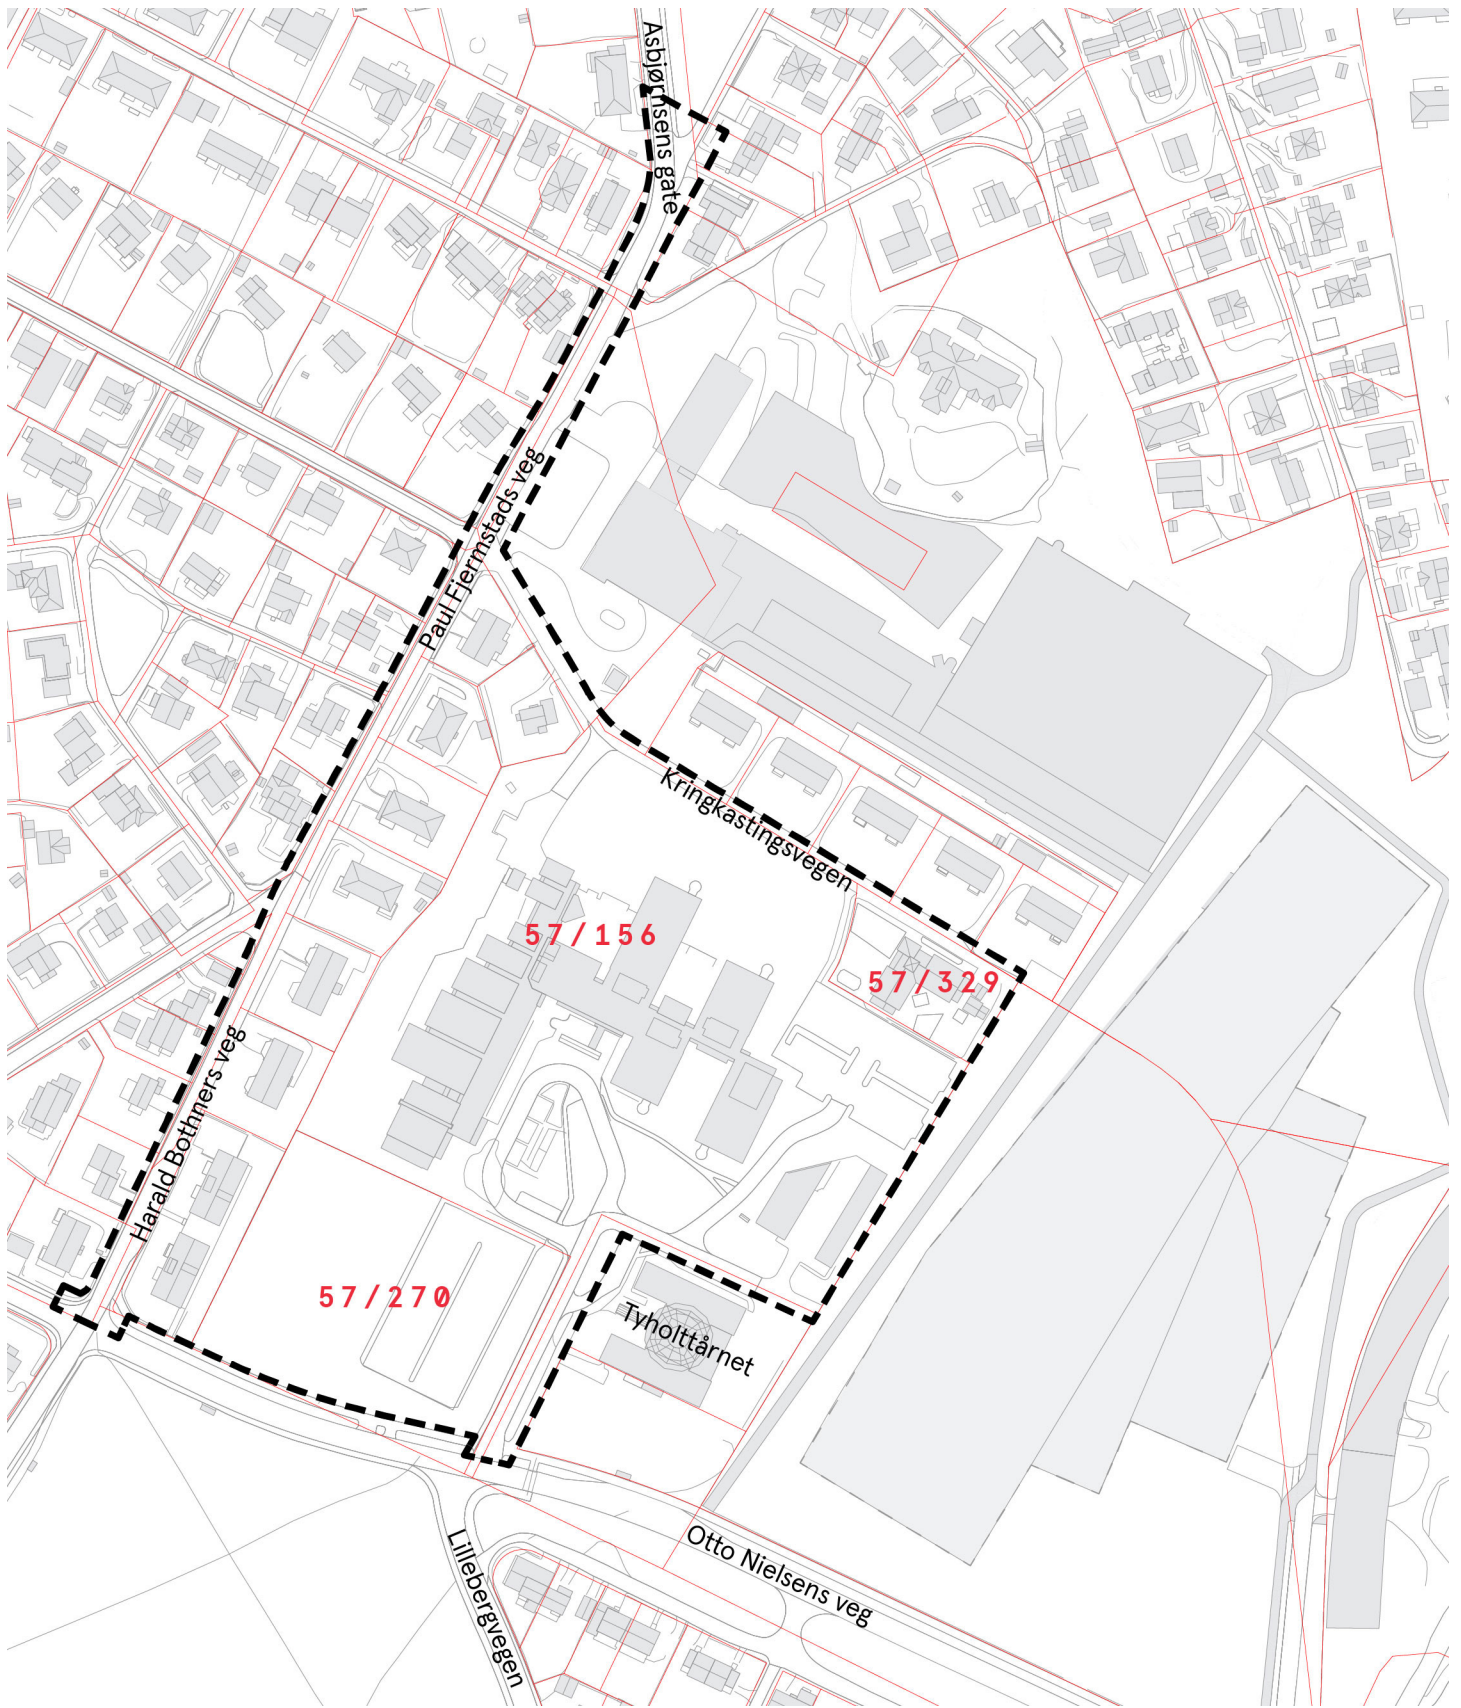 Asbjørnsens gate
Paul Fjermstads veg
Kringkastingsvegen
57/156
57/329
Harald Bothners veg
57/270
Tyholttårnet
Otto Nielsens veg
Lillebergvegen